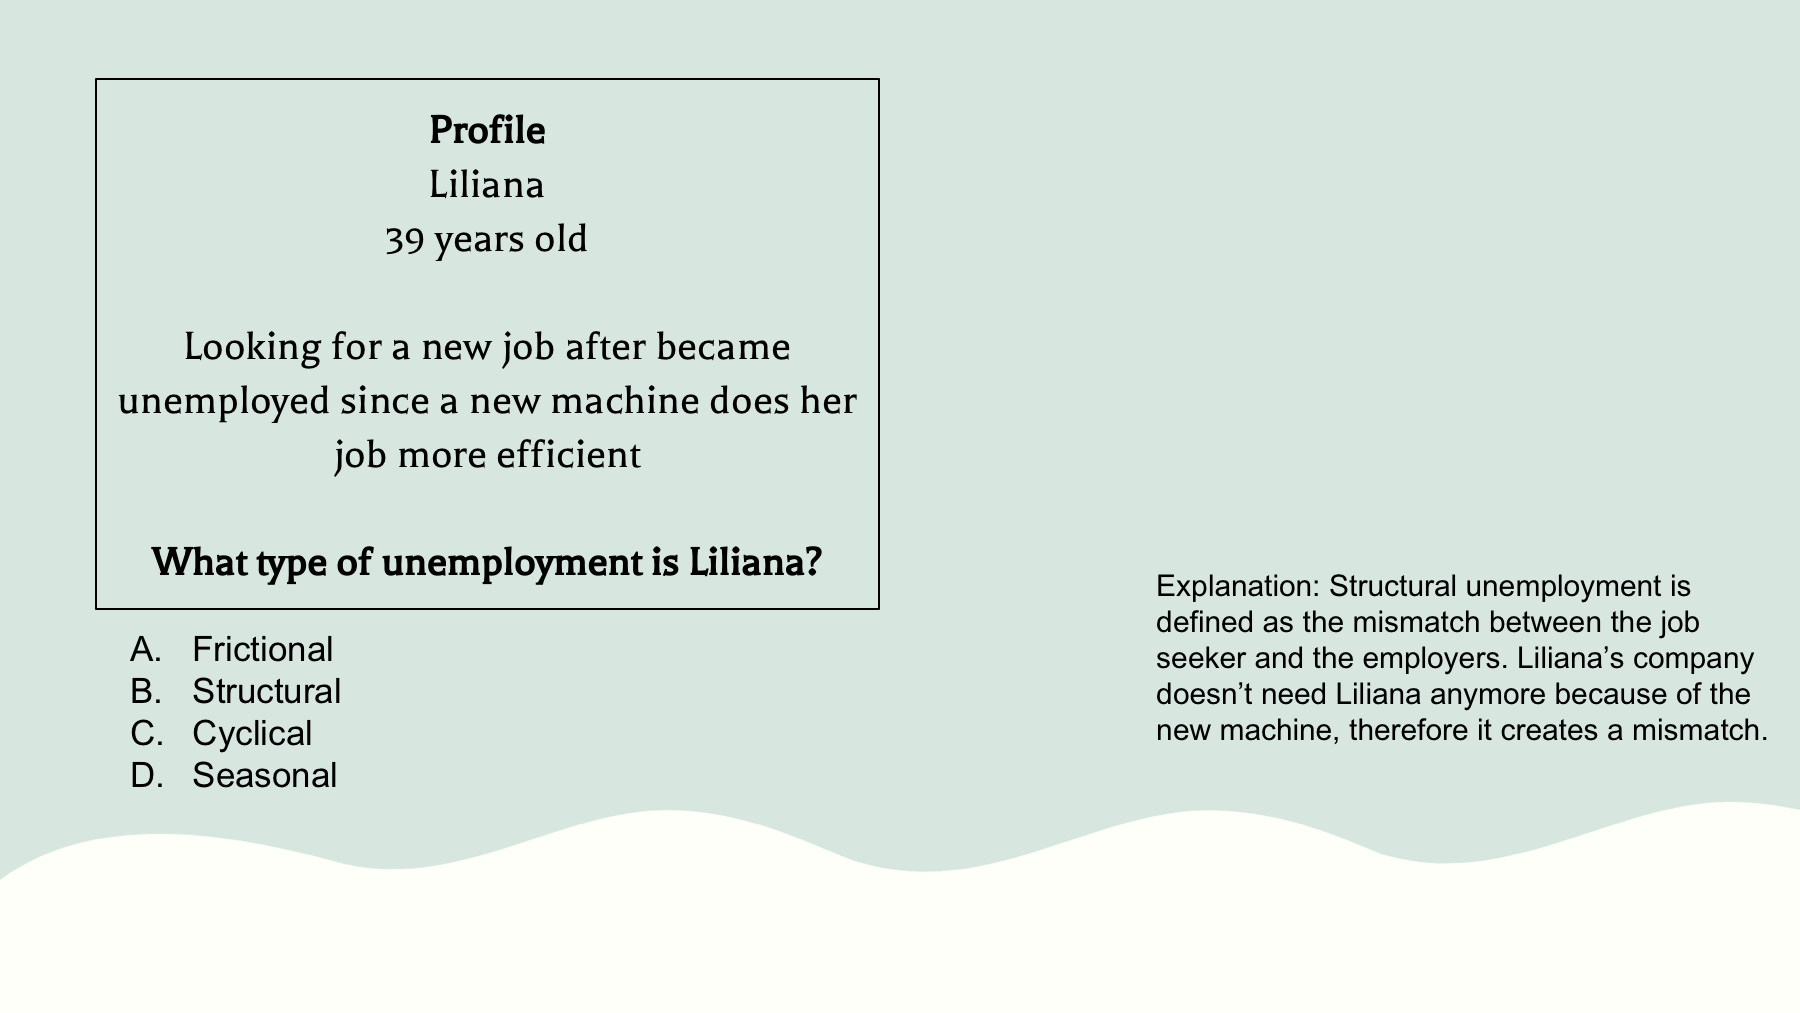 Profile
Liliana
39 years old
Looking for a new job after became
unemployed since a new machine does her
job more efficient
What type of unemployment is Liliana?
A. Frictional
B. Structural
C. Cyclical
D. Seasonal
Explanation: Structural unemployment is
defined as the mismatch between the job
seeker and the employers. Liliana’s company
doesn’t need Liliana anymore because of the
new machine, therefore it creates a mismatch.